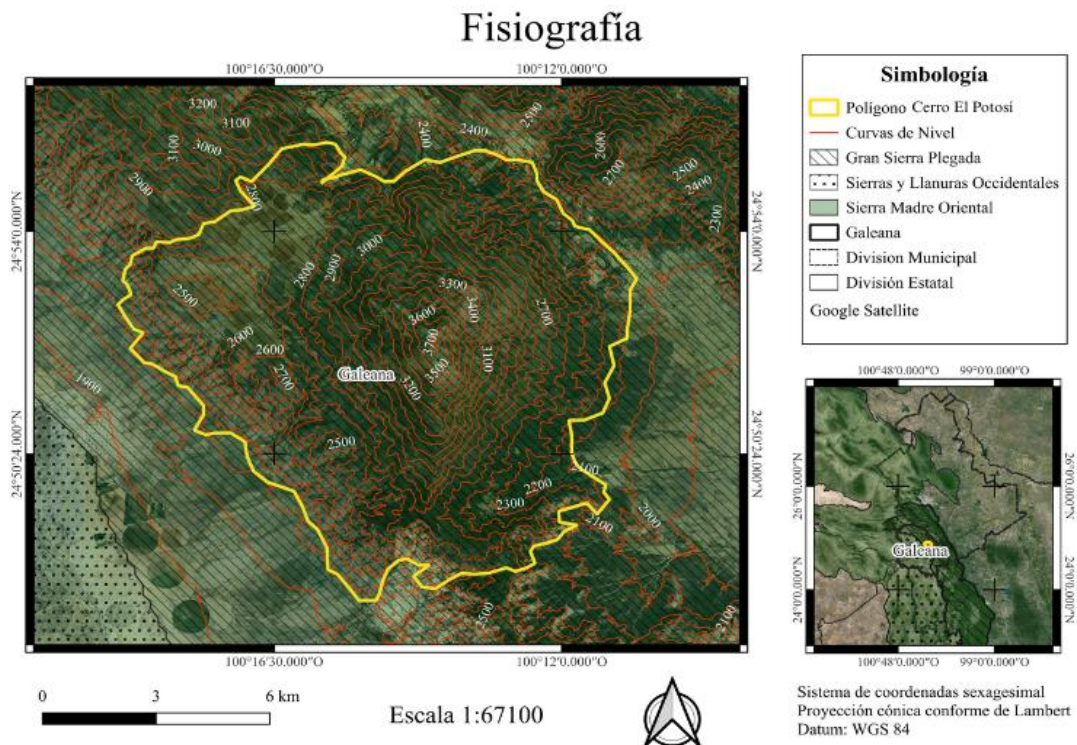 Fisiografía
100°16'30.000"O
100°12'0.000"O
24°54'0.000"N
24°50'24.000"N
3200
3100
3010
3000
2900
2800
2400
2400
2500
2600
2700
2500
2400
2300
3000
2900
2800
2500
2600
2600
2700
3300
3400
3600
3700
3500
3200
3100
2700
Galeana
1900
2500
2200
2300
2100
2100
2000
2500
2100
24°54'0.000"N
24°50'24.000"N
100°16'30.000"O
100°12'0.000"O
Simbología
Polígono Cerro El Potosí
Curvas de Nivel
Gran Sierra Plegada
Sierras y Llanuras Occidentales
Sierra Madre Oriental
Galeana
Division Municipal
División Estatal
Google Satellite
100°48'0.000"O
99°0'0.000"O
26°0'0.000"N
24°0'0.000"N
Galeana
26°0'0.000"N
24°0'0.000"N
100°48'0.000"O
99°0'0.000"O
0 3 6 km
Escala 1:67100
Sistema de coordenadas sexagesimal
Proyección cónica conforme de Lambert
Datum: WGS 84